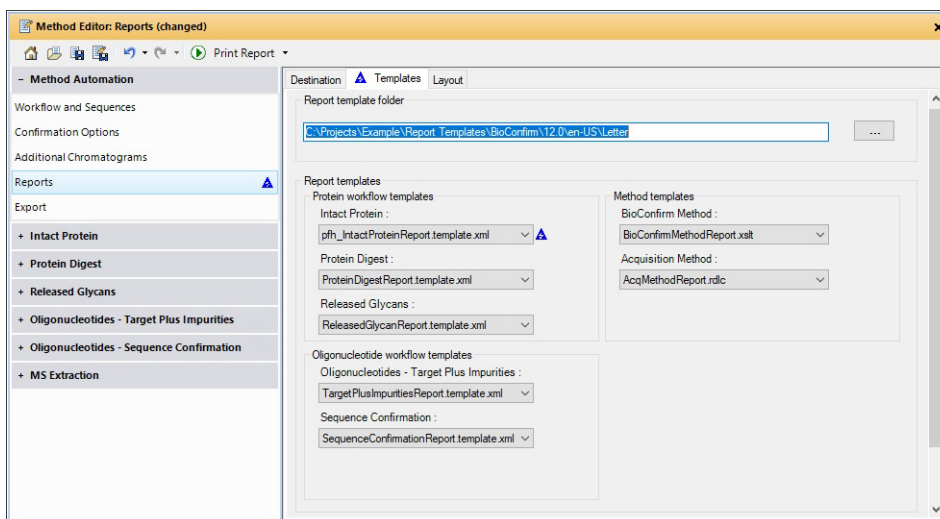 Method Editor: Reports (changed)
Print Report
− Method Automation
Workflow and Sequences
Confirmation Options
Additional Chromatograms
Reports
Export
+ Intact Protein
+ Protein Digest
+ Released Glycans
+ Oligonucleotides - Target Plus Impurities
+ Oligonucleotides - Sequence Confirmation
+ MS Extraction
Destination Templates Layout
Report template folder
C:\Projects\Example\Report Templates\BioConfirm\12.0\en-US\Letter ...
Report templates
Protein workflow templates
Intact Protein :
pfh_IntactProteinReport.template.xml
Protein Digest :
ProteinDigestReport.template.xml
Released Glycans :
ReleasedGlycanReport.template.xml
Method templates
BioConfirm Method :
BioConfirmMethodReport.xslt
Acquisition Method :
AcqMethodReport.rdlc
Oligonucleotide workflow templates
Oligonucleotides - Target Plus Impurities :
TargetPlusImpuritiesReport.template.xml
Sequence Confirmation :
SequenceConfirmationReport.template.xml